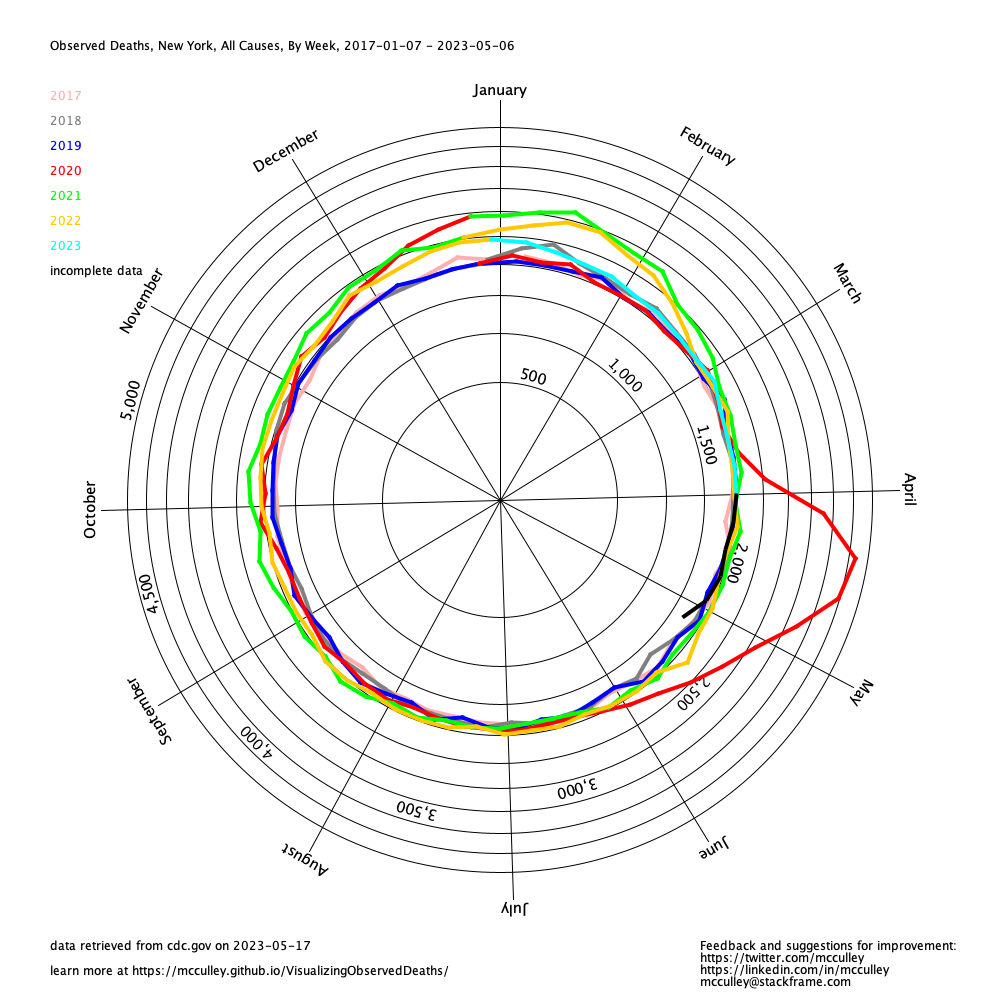 Observed Deaths, New York, All Causes, By Week, 2017-01-07 - 2023-05-06
January
2017
2018
2019
2020
2021
2022
2023
incomplete data
December
February
November
March
500
1,000
5,000
1,500
October
April
2,000
4,500
September
May
2,500
4,000
3,000
3,500
August
June
July
data retrieved from cdc.gov on 2023-05-17
learn more at https://mcculley.github.io/VisualizingObservedDeaths/
Feedback and suggestions for improvement:
https://twitter.com/mcculley
https://linkedin.com/in/mcculley
mcculley@stackframe.com